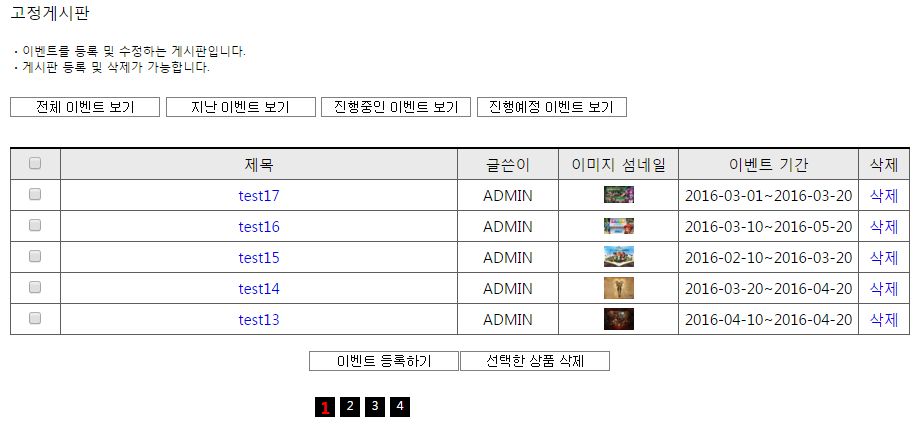 고정게시판
· 이벤트를 등록 및 수정하는 게시판입니다.
· 게시판 등록 및 삭제가 가능합니다.
전체 이벤트 보기 지난 이벤트 보기 진행중인 이벤트 보기 진행예정 이벤트 보기
제목 글쓴이 이미지 섬네일 이벤트 기간 삭제
test17 ADMIN 2016-03-01~2016-03-20 삭제
test16 ADMIN 2016-03-10~2016-05-20 삭제
test15 ADMIN 2016-02-10~2016-03-20 삭제
test14 ADMIN 2016-03-20~2016-04-20 삭제
test13 ADMIN 2016-04-10~2016-04-20 삭제
이벤트 등록하기 선택한 상품 삭제
1 2 3 4